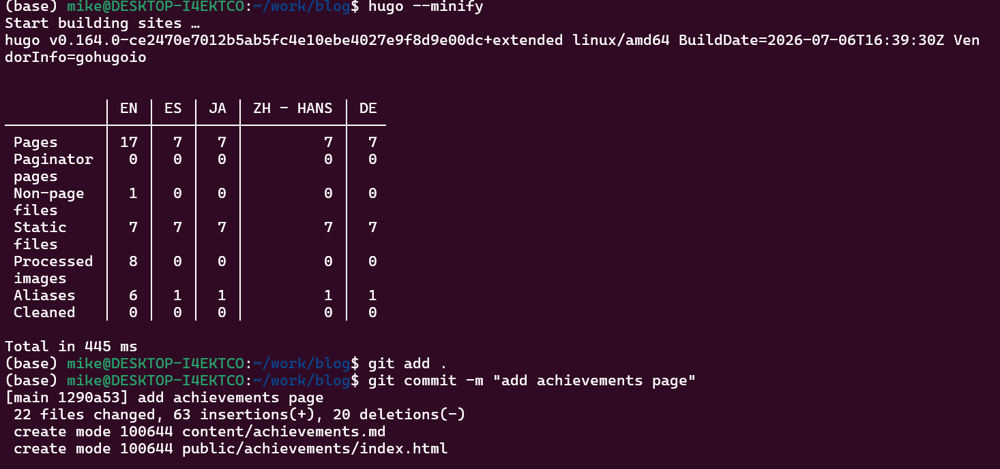 (base) mike@DESKTOP-I4EKTCO:~/work/blog$ hugo --minify
Start building sites …
hugo v0.164.0-ce2470e7012b5ab5fc4e10ebe4027e9f8d9e00dc+extended linux/amd64 BuildDate=2026-07-06T16:39:30Z Ven
dorInfo=gohugoio
EN ES JA ZH - HANS DE
Pages 17 7 7 7 7
Paginator 0 0 0 0 0
pages
Non-page 1 0 0 0 0
files
Static 7 7 7 7 7
files
Processed 8 0 0 0 0
images
Aliases 6 1 1 1 1
Cleaned 0 0 0 0 0
Total in 445 ms
(base) mike@DESKTOP-I4EKTCO:~/work/blog$ git add .
(base) mike@DESKTOP-I4EKTCO:~/work/blog$ git commit -m "add achievements page"
[main 1290a53] add achievements page
22 files changed, 63 insertions(+), 20 deletions(-)
create mode 100644 content/achievements.md
create mode 100644 public/achievements/index.html